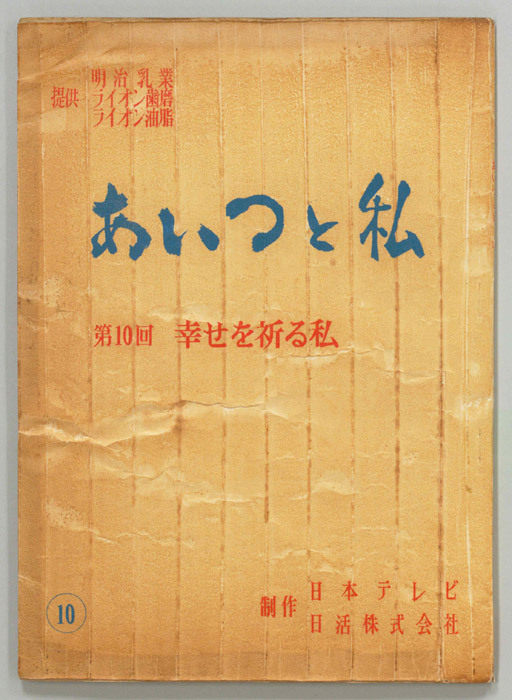 提供
明治乳業
ライオン歯磨
ライオン油脂
あいつと私
第10回 幸せを祈る私
制作
日本テレビ
日活株式会社
10